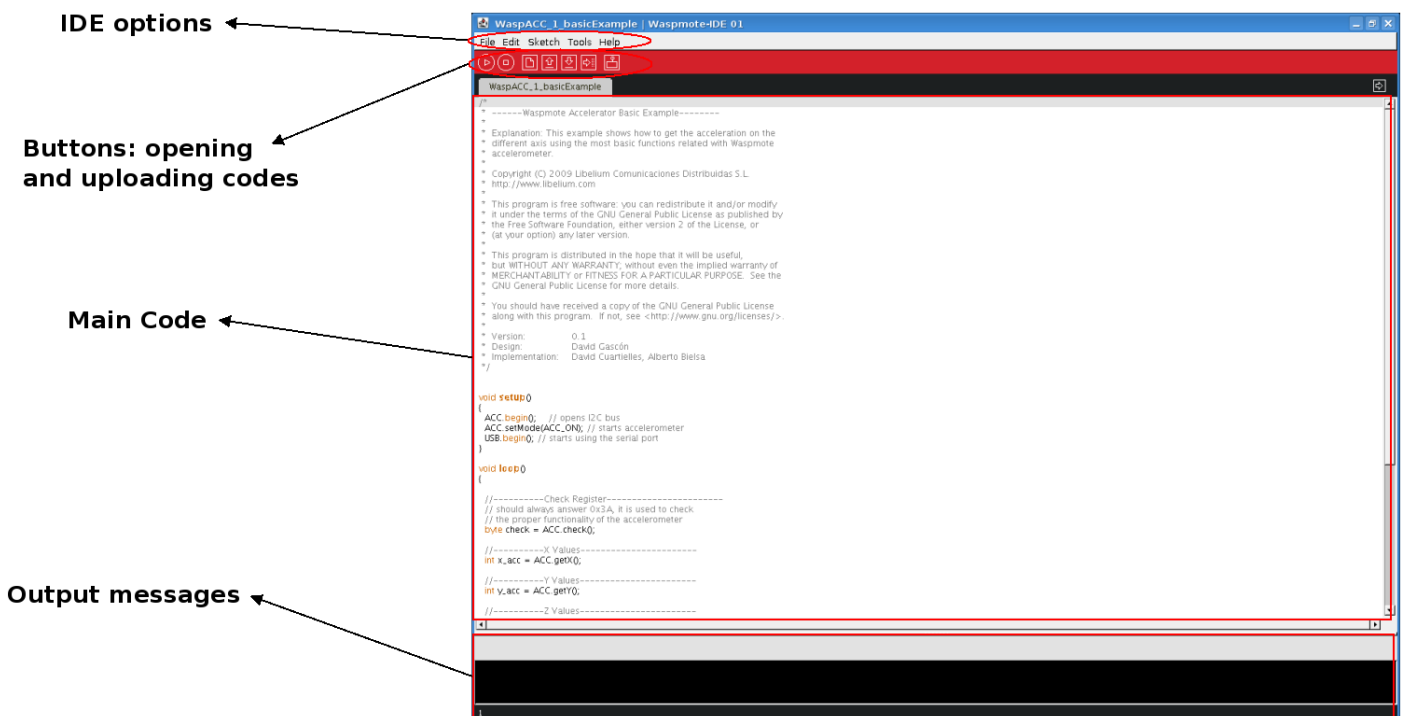 IDE options
Buttons: opening
and uploading codes
Main Code
Output messages
WaspACC_1_basicExample | Waspmote-IDE 01
File Edit Sketch Tools Help
WaspACC_1_basicExample
/*
 * ------Waspmote Accelerator Basic Example--------
 *
 * Explanation: This example shows how to get the acceleration on the
 * different axis using the most basic functions related with Waspmote
 * accelerometer.
 *
 * Copyright (C) 2009 Libelium Comunicaciones Distribuidas S.L.
 * http://www.libelium.com
 *
 * This program is free software: you can redistribute it and/or modify
 * it under the terms of the GNU General Public License as published by
 * the Free Software Foundation, either version 2 of the License, or
 * (at your option) any later version.
 *
 * This program is distributed in the hope that it will be useful,
 * but WITHOUT ANY WARRANTY; without even the implied warranty of
 * MERCHANTABILITY or FITNESS FOR A PARTICULAR PURPOSE.  See the
 * GNU General Public License for more details.
 *
 * You should have received a copy of the GNU General Public License
 * along with this program.  If not, see <http://www.gnu.org/licenses/>.
 *
 * Version: 0.1
 * Design: David Gascón
 * Implementation: David Cuartielles, Alberto Bielsa
 */
void setup()
{
  ACC.begin();   // opens I2C bus
  ACC.setMode(ACC_ON); // starts accelerometer
  USB.begin(); // starts using the serial port
}
void loop()
{
  //----------Check Register-----------------------
  // should always answer 0x3A, it is used to check
  // the proper functionality of the accelerometer
  byte check = ACC.check();
  //----------X Values-----------------------
  int x_acc = ACC.getX();
  //----------Y Values-----------------------
  int y_acc = ACC.getY();
  //----------Z Values-----------------------
1